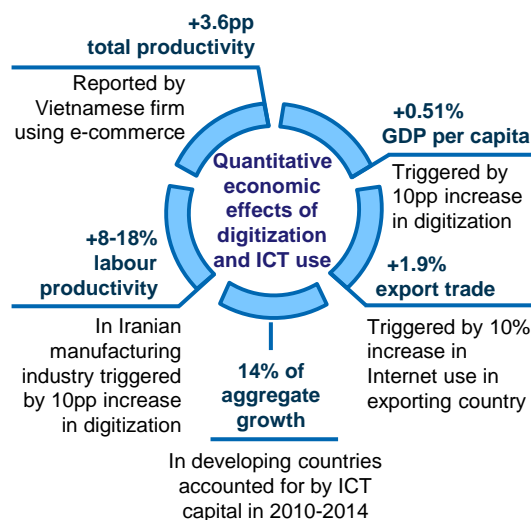 +3.6pp
total productivity
Reported by
Vietnamese firm
using e-commerce
+0.51%
GDP per capita
Triggered by
10pp increase
in digitization
Quantitative
economic
effects of
digitization
and ICT use
+8-18%
labour
productivity
In Iranian
manufacturing
industry triggered
by 10pp increase
in digitization
+1.9%
export trade
Triggered by 10%
increase in
Internet use in
exporting country
14% of
aggregate
growth
In developing countries
accounted for by ICT
capital in 2010-2014